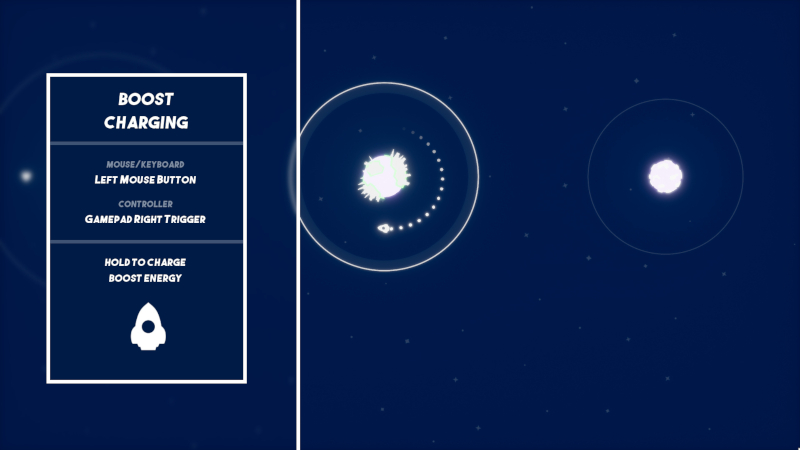 BOOST
CHARGING
MOUSE/KEYBOARD
LEFT MOUSE BUTTON
CONTROLLER
GAMEPAD RIGHT TRIGGER
HOLD TO CHARGE
BOOST ENERGY